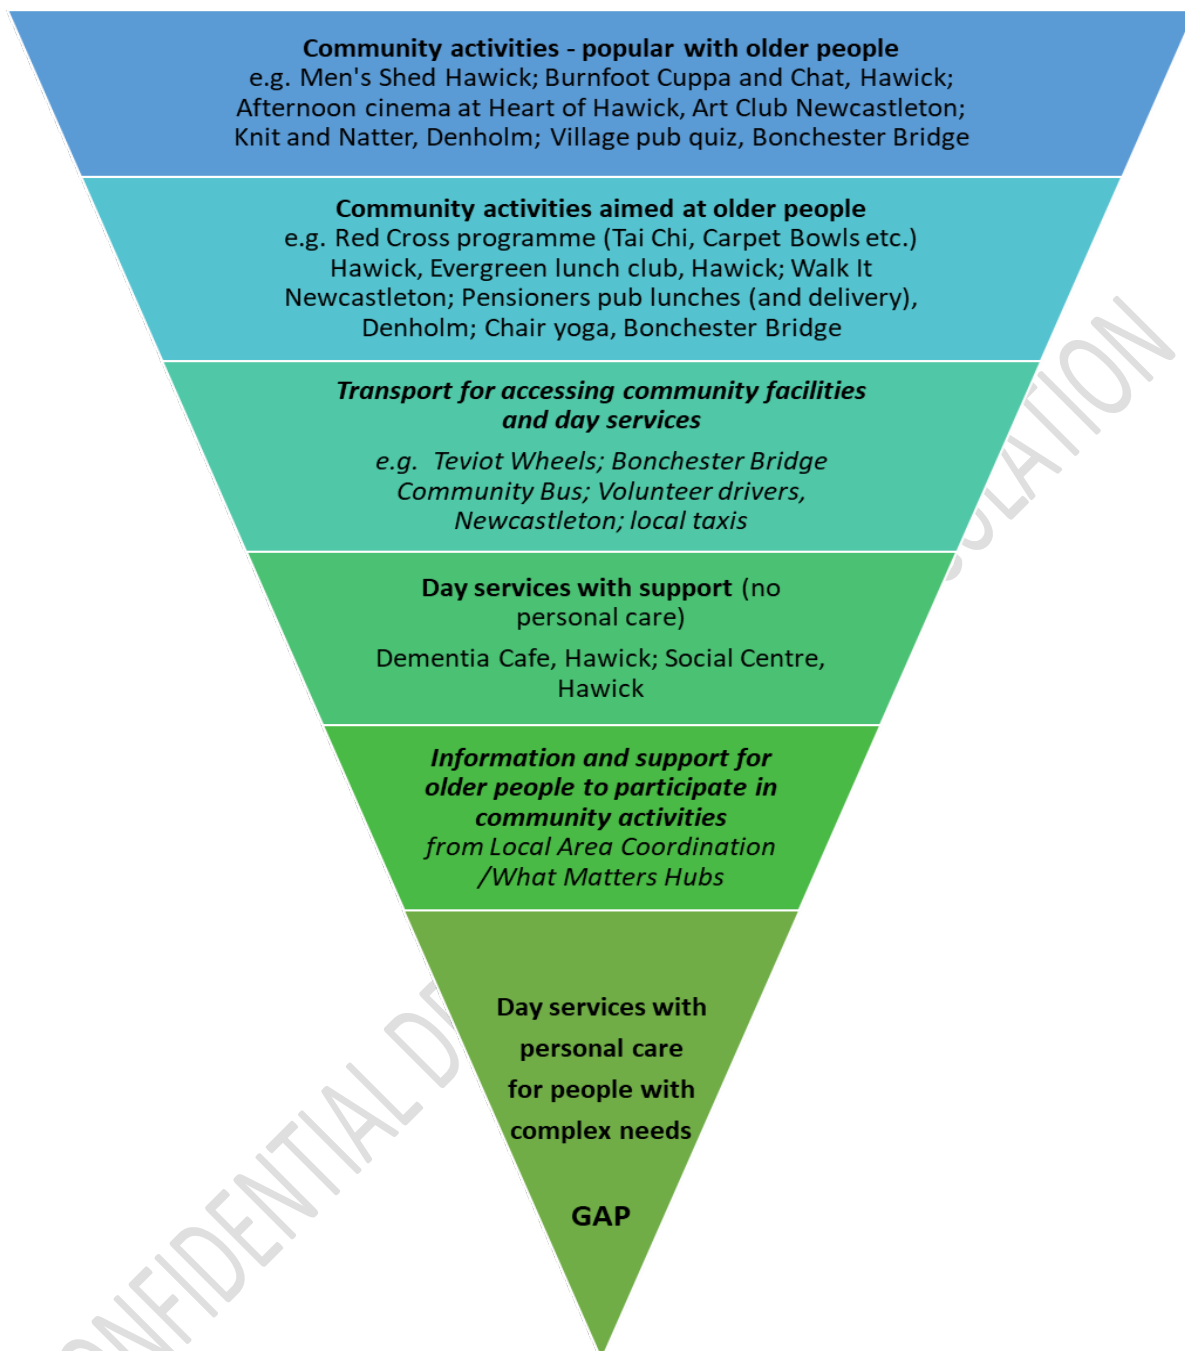 Community activities - popular with older people
e.g. Men's Shed Hawick; Burnfoot Cuppa and Chat, Hawick;
Afternoon cinema at Heart of Hawick, Art Club Newcastleton;
Knit and Natter, Denholm; Village pub quiz, Bonchester Bridge
Community activities aimed at older people
e.g. Red Cross programme (Tai Chi, Carpet Bowls etc.)
Hawick, Evergreen lunch club, Hawick; Walk It
Newcastleton; Pensioners pub lunches (and delivery),
Denholm; Chair yoga, Bonchester Bridge
Transport for accessing community facilities
and day services
e.g. Teviot Wheels; Bonchester Bridge
Community Bus; Volunteer drivers,
Newcastleton; local taxis
Day services with support (no
personal care)
Dementia Cafe, Hawick; Social Centre,
Hawick
Information and support for
older people to participate in
community activities
from Local Area Coordination
/What Matters Hubs
Day services with
personal care
for people with
complex needs
GAP